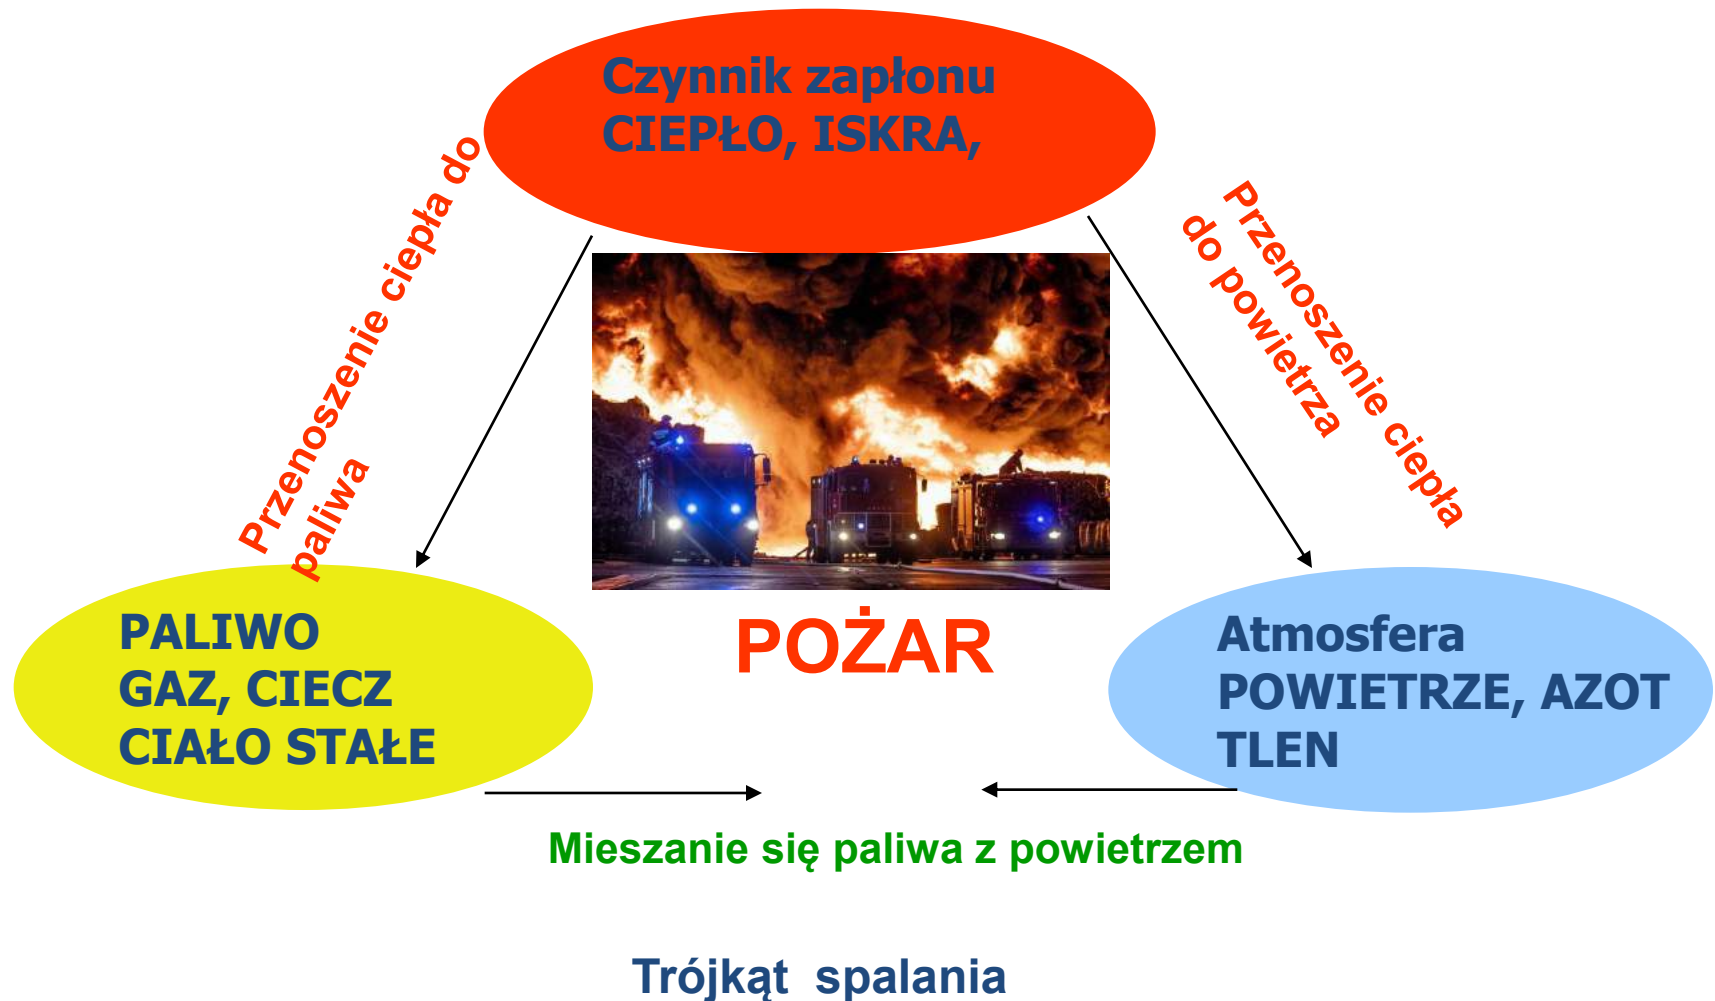 Czynnik zapłonu
CIEPŁO, ISKRA,
Przenoszenie ciepła do
paliwa
Przenoszenie ciepła
do powietrza
PALIWO
GAZ, CIECZ
CIAŁO STAŁE
POŻAR
Atmosfera
POWIETRZE, AZOT
TLEN
Mieszanie się paliwa z powietrzem
Trójkąt spalania